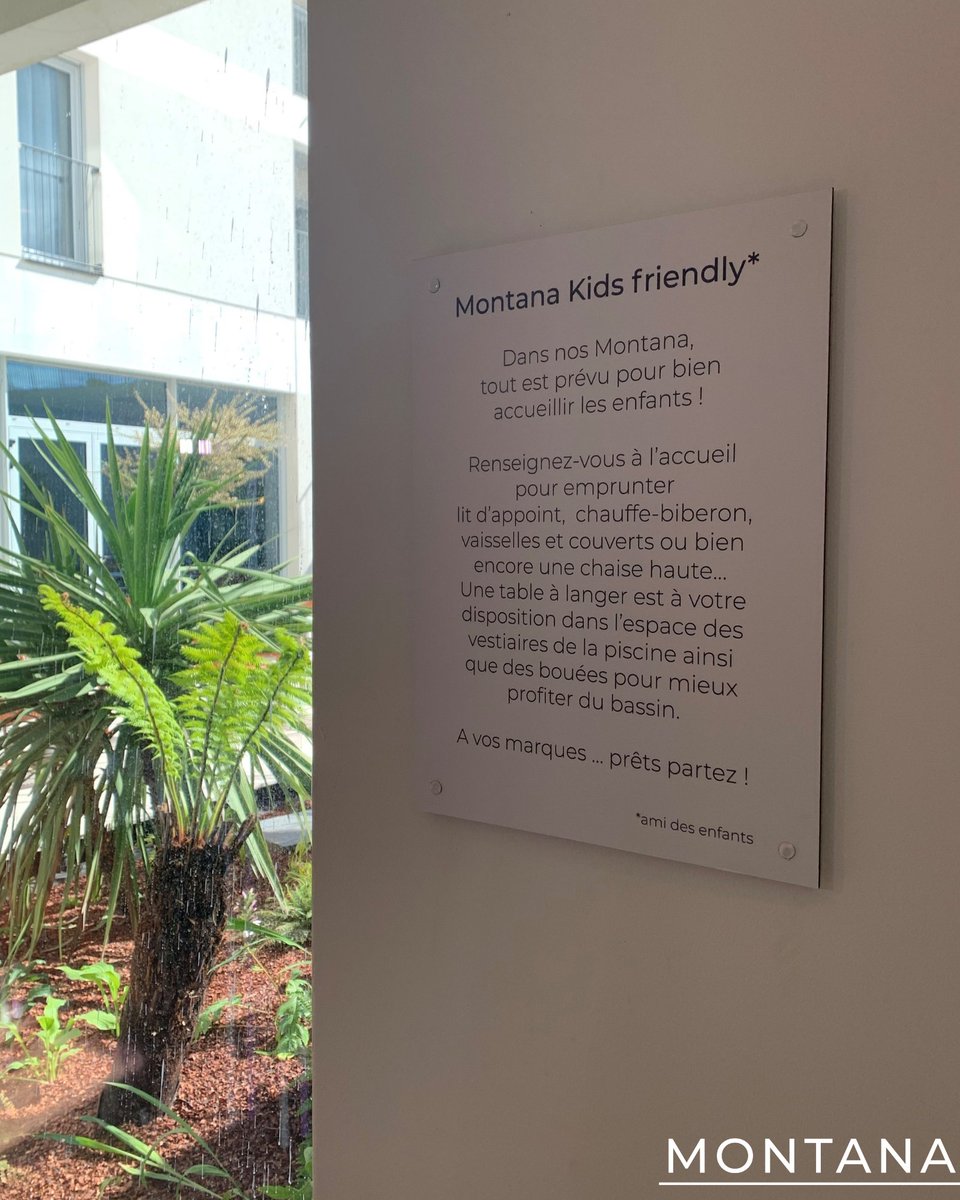 Montana Kids friendly*
Dans nos Montana,
tout est prévu pour bien
accueillir les enfants !
Renseignez-vous à l'accueil
pour emprunter
lit d'appoint, chauffe-biberon,
vaisselles et couverts ou bien
encore une chaise haute...
Une table à langer est à votre
disposition dans l'espace des
vestiaires de la piscine ainsi
que des bouées pour mieux
profiter du bassin.
A vos marques ... prêts partez !
*ami des enfants
MONTANA